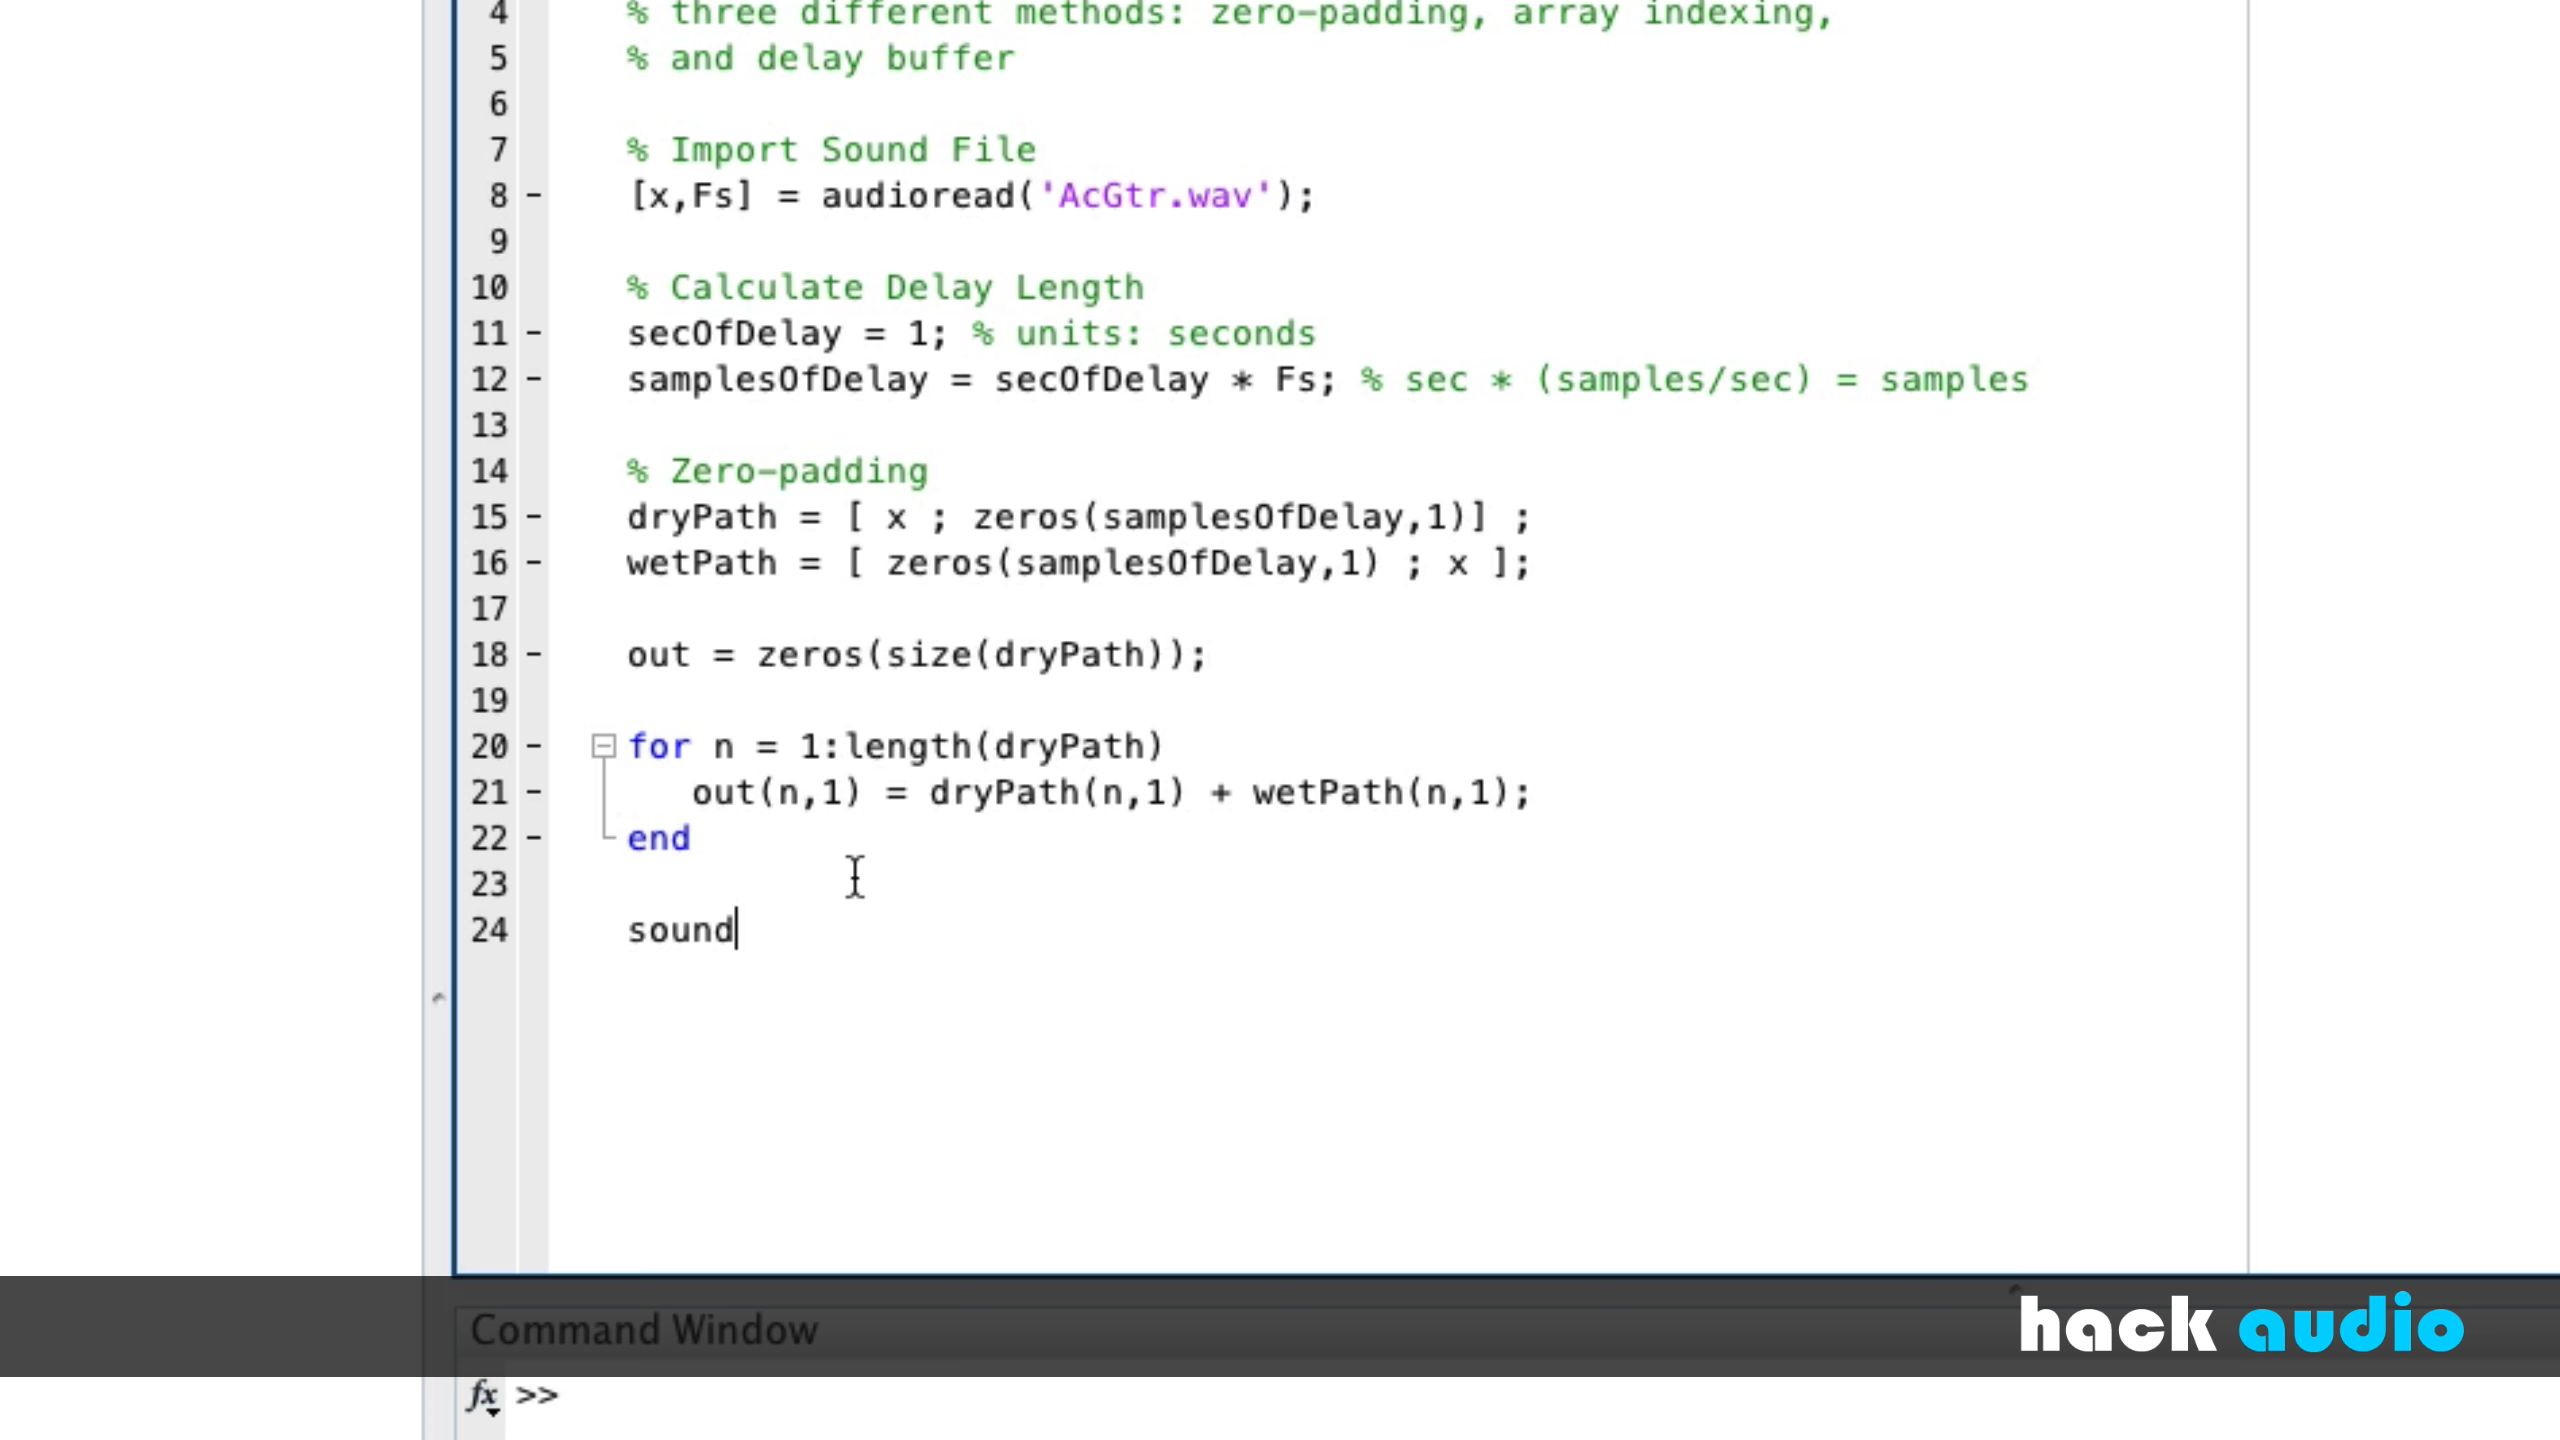 4 % three different methods: zero-padding, array indexing,
5 % and delay buffer
6
7 % Import Sound File
8 - [x,Fs] = audioread('AcGtr.wav');
9
10 % Calculate Delay Length
11 - secOfDelay = 1; % units: seconds
12 - samplesOfDelay = secOfDelay * Fs; % sec * (samples/sec) = samples
13
14 % Zero-padding
15 - dryPath = [ x ; zeros(samplesOfDelay,1)] ;
16 - wetPath = [ zeros(samplesOfDelay,1) ; x ];
17
18 - out = zeros(size(dryPath));
19
20 - for n = 1:length(dryPath)
21 - out(n,1) = dryPath(n,1) + wetPath(n,1);
22 - end
23
24 sound
Command Window
hack audio
fx >>